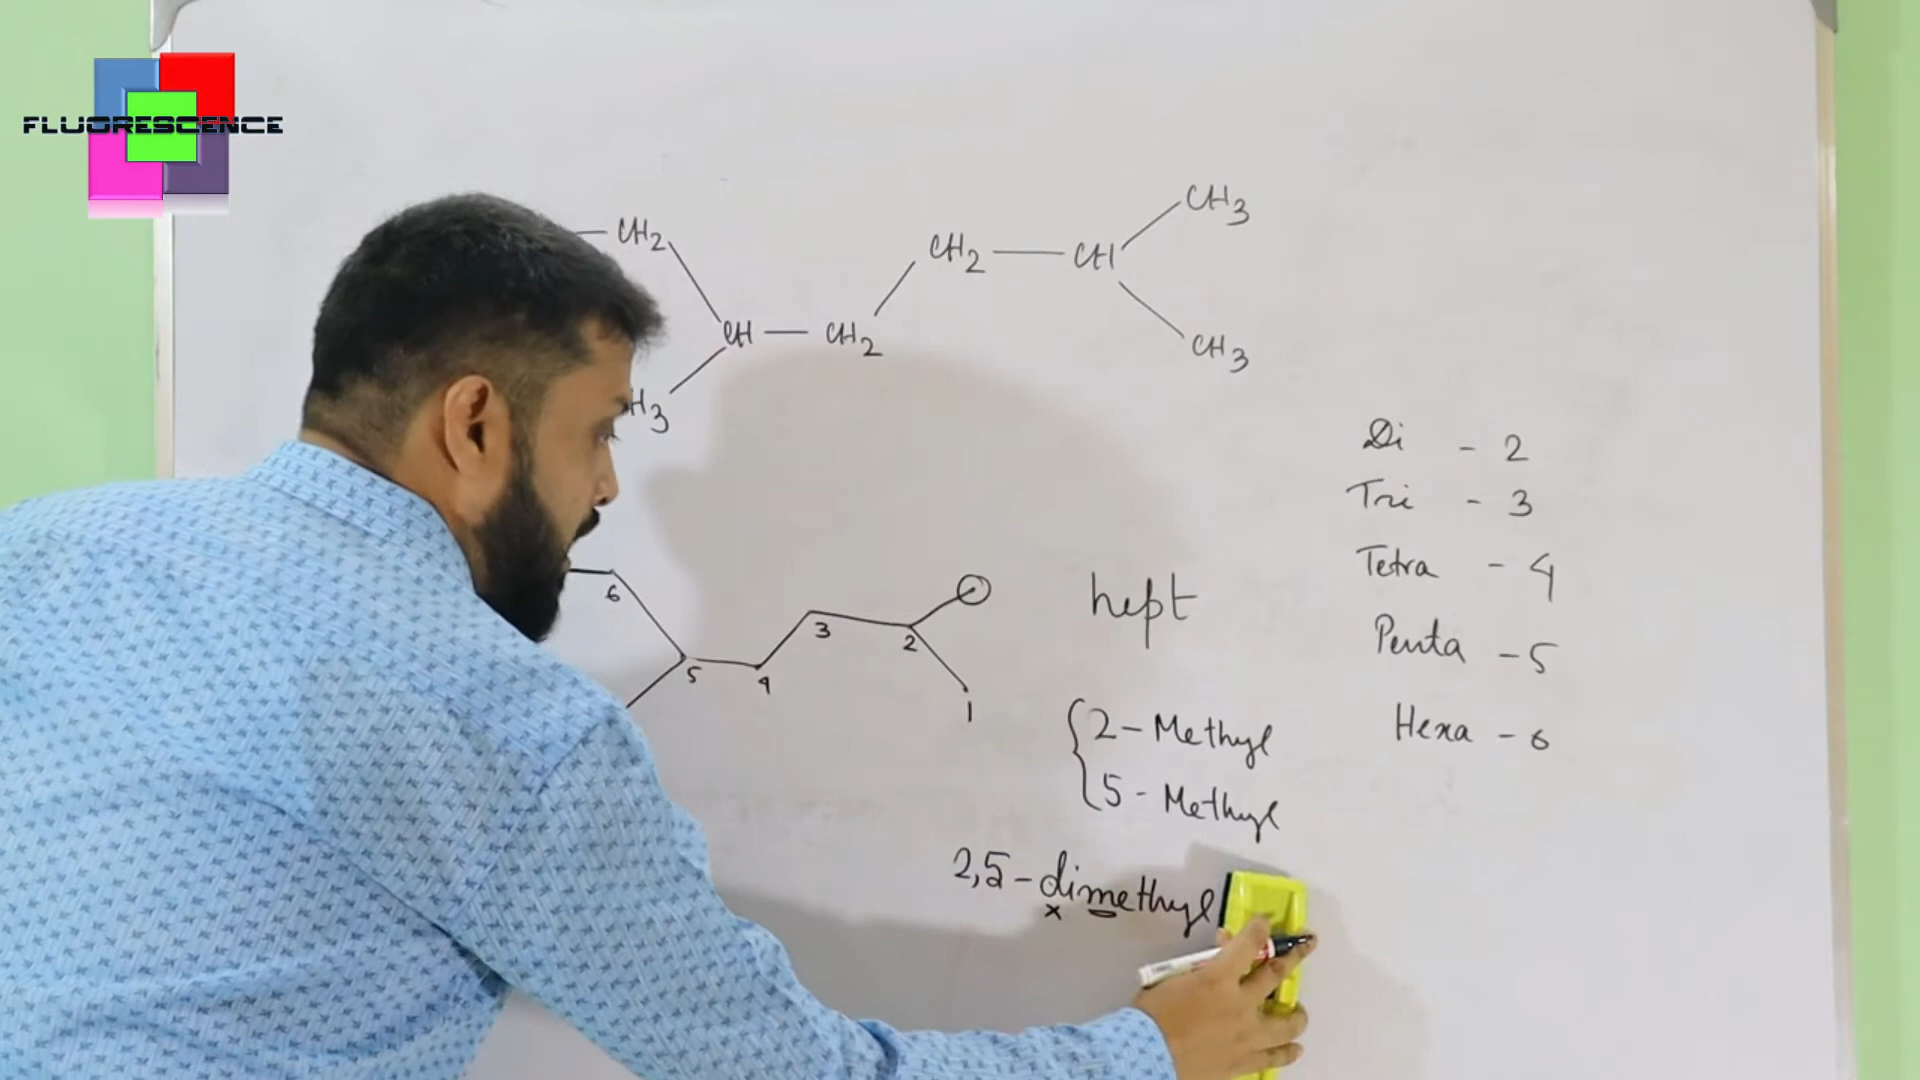 FLUORESCENCE
CH3
CH2
CH2 — CH
CH — CH2
CH3
H3
Di - 2
Tri - 3
Tetra - 4
Penta - 5
Hexa - 6
6
3
2
5
4
1
hept
2 - Methyl
5 - Methyl
2,5 - dimethyl
x